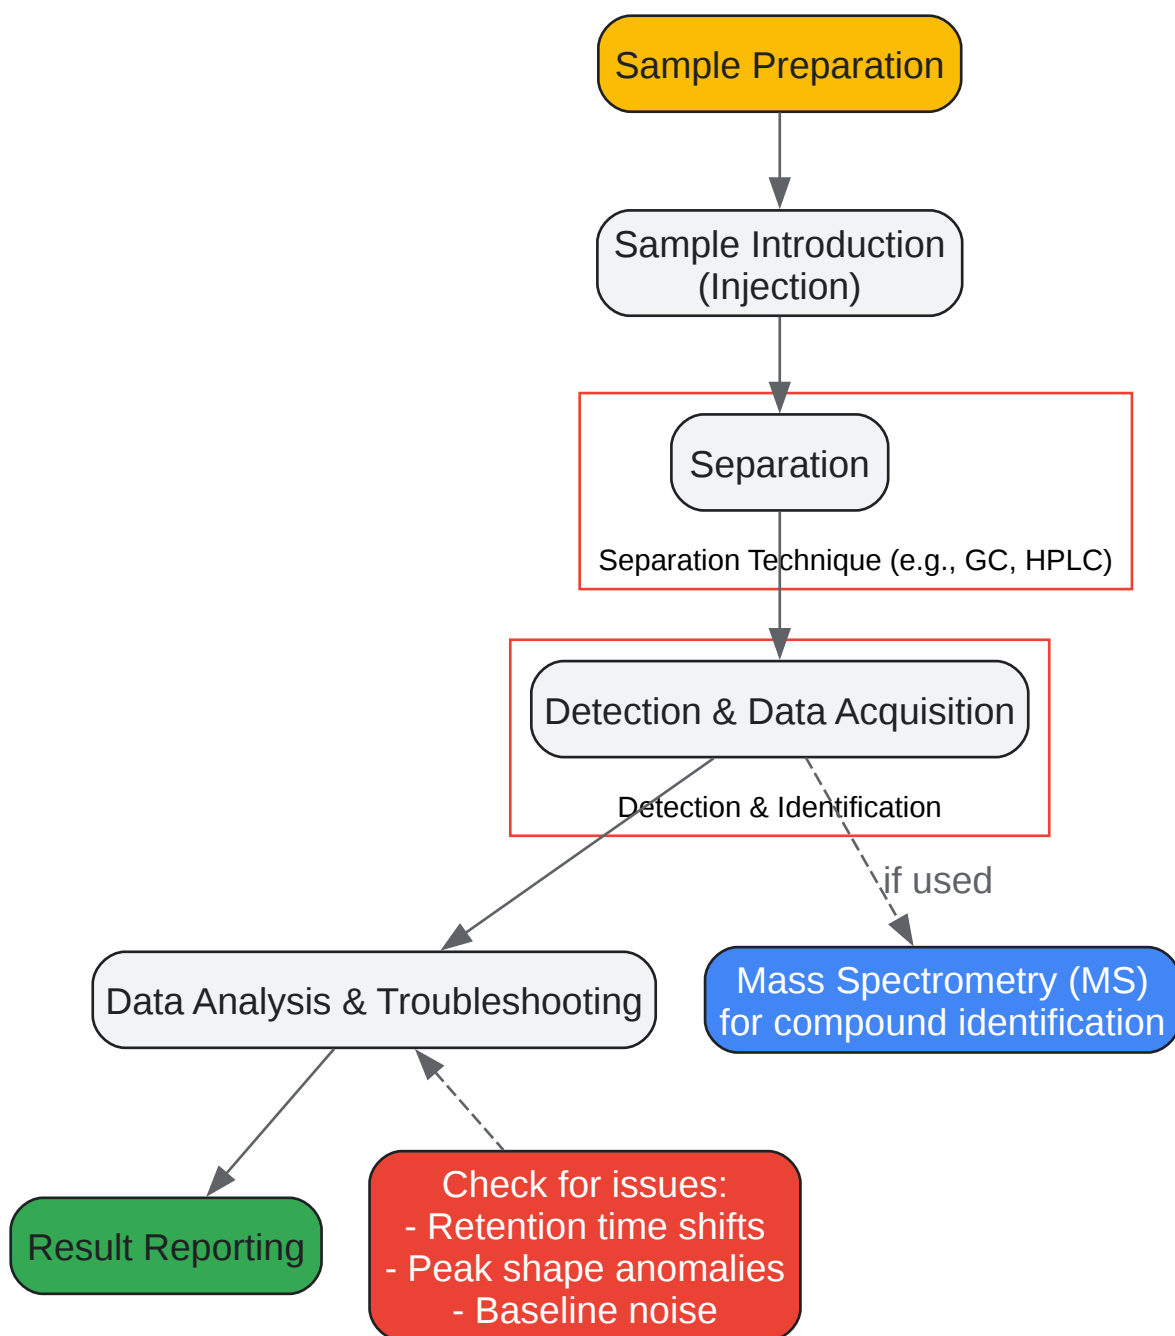 Sample Preparation
Sample Introduction
(Injection)
Separation
Separation Technique (e.g., GC, HPLC)
Detection & Data Acquisition
Detection & Identification
if used
Mass Spectrometry (MS)
for compound identification
Data Analysis & Troubleshooting
Check for issues:
- Retention time shifts
- Peak shape anomalies
- Baseline noise
Result Reporting